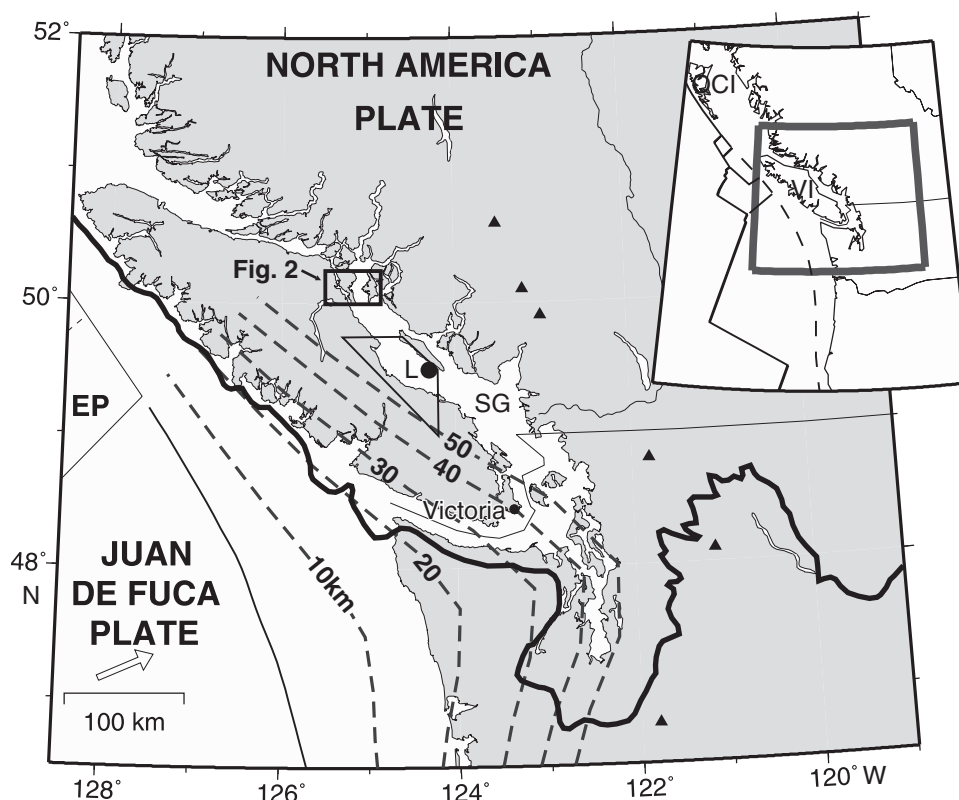 52°
NORTH AMERICA
PLATE
QCI
VI
Fig. 2
50°
L
SG
EP
50
40
30
Victoria
20
10km
48°
N
JUAN
DE FUCA
PLATE
100 km
128°
126°
124°
122°
120° W